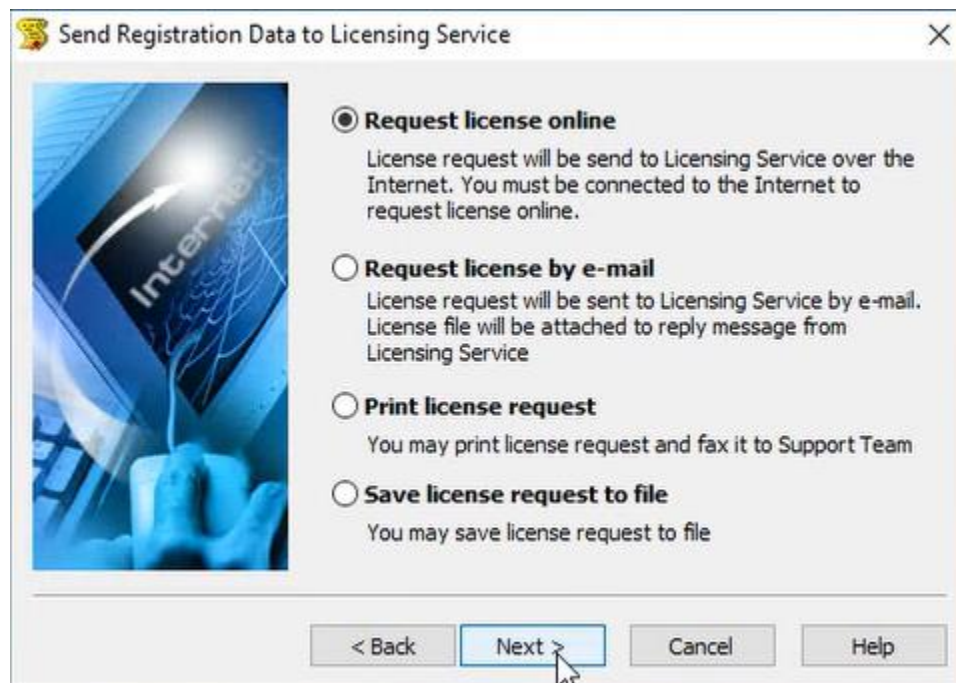 Send Registration Data to Licensing Service
Internet
Request license online
License request will be send to Licensing Service over the
Internet. You must be connected to the Internet to
request license online.
Request license by e-mail
License request will be sent to Licensing Service by e-mail.
License file will be attached to reply message from
Licensing Service
Print license request
You may print license request and fax it to Support Team
Save license request to file
You may save license request to file
< Back Next > Cancel Help